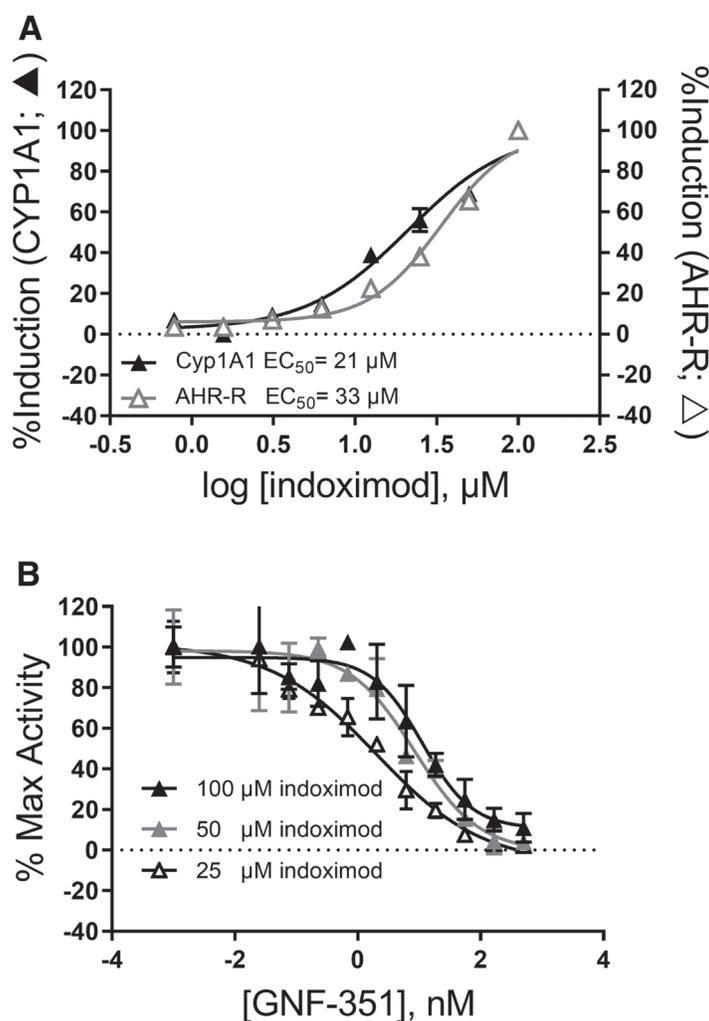 A
%Induction (CYP1A1; ▲)
%Induction (AHR-R; △)
120
100
80
60
40
20
0
-20
-40
120
100
80
60
40
20
0
-20
-40
Cyp1A1 EC50= 21 µM
AHR-R EC50= 33 µM
-0.5 0.0 0.5 1.0 1.5 2.0 2.5
log [indoximod], µM
B
% Max Activity
120
100
80
60
40
20
0
-20
-40
100 µM indoximod
50 µM indoximod
25 µM indoximod
-4 -2 0 2 4
[GNF-351], nM